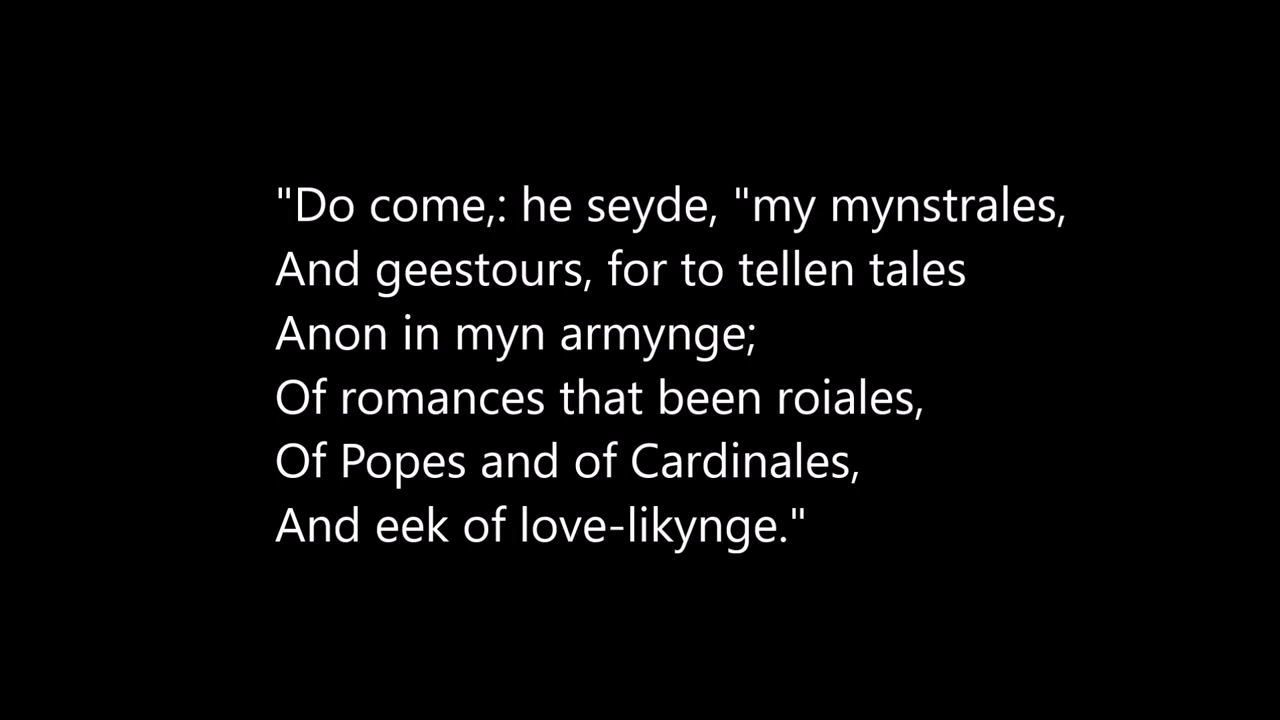 "Do come,: he seyde, "my mynstrales,
And geestours, for to tellen tales
Anon in myn armynge;
Of romances that been roiales,
Of Popes and of Cardinales,
And eek of love-likynge."